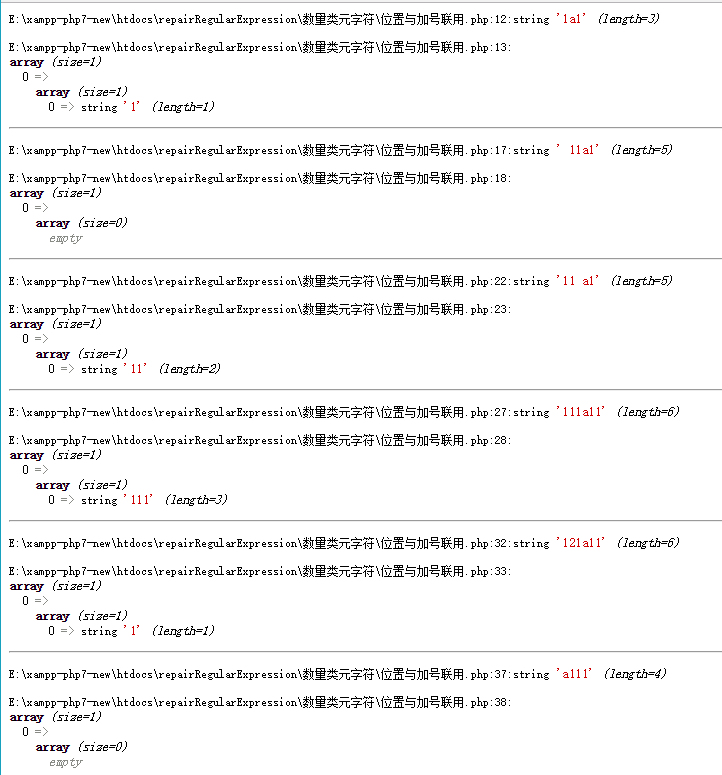 E:\xampp-php7-new\htdocs\repairRegularExpression\数量类元字符\位置与加号联用.php:12:string '1a1' (length=3)
E:\xampp-php7-new\htdocs\repairRegularExpression\数量类元字符\位置与加号联用.php:13:
array (size=1)
0 =>
array (size=1)
0 => string '1' (length=1)
E:\xampp-php7-new\htdocs\repairRegularExpression\数量类元字符\位置与加号联用.php:17:string ' 11a1' (length=5)
E:\xampp-php7-new\htdocs\repairRegularExpression\数量类元字符\位置与加号联用.php:18:
array (size=1)
0 =>
array (size=0)
empty
E:\xampp-php7-new\htdocs\repairRegularExpression\数量类元字符\位置与加号联用.php:22:string '11 a1' (length=5)
E:\xampp-php7-new\htdocs\repairRegularExpression\数量类元字符\位置与加号联用.php:23:
array (size=1)
0 =>
array (size=1)
0 => string '11' (length=2)
E:\xampp-php7-new\htdocs\repairRegularExpression\数量类元字符\位置与加号联用.php:27:string '111a11' (length=6)
E:\xampp-php7-new\htdocs\repairRegularExpression\数量类元字符\位置与加号联用.php:28:
array (size=1)
0 =>
array (size=1)
0 => string '111' (length=3)
E:\xampp-php7-new\htdocs\repairRegularExpression\数量类元字符\位置与加号联用.php:32:string '121a11' (length=6)
E:\xampp-php7-new\htdocs\repairRegularExpression\数量类元字符\位置与加号联用.php:33:
array (size=1)
0 =>
array (size=1)
0 => string '1' (length=1)
E:\xampp-php7-new\htdocs\repairRegularExpression\数量类元字符\位置与加号联用.php:37:string 'a111' (length=4)
E:\xampp-php7-new\htdocs\repairRegularExpression\数量类元字符\位置与加号联用.php:38:
array (size=1)
0 =>
array (size=0)
empty